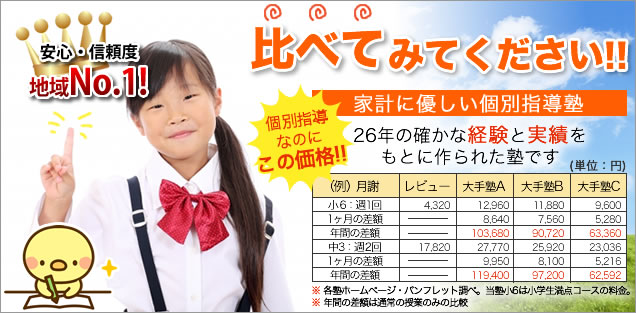 安心・信頼度
地域No.1!
比べてみてください!!
個別指導
なのに
この価格!!
家計に優しい個別指導塾
26年の確かな経験と実績を
もとに作られた塾です
(単位：円)
（例）月謝 レビュー 大手塾A 大手塾B 大手塾C
小6：週1回 4,320 12,960 11,880 9,600
1ヶ月の差額 ――― 8,640 7,560 5,280
年間の差額 ――― 103,680 90,720 63,360
中3：週2回 17,820 27,770 25,920 23,036
1ヶ月の差額 ――― 9,950 8,100 5,216
年間の差額 ――― 119,400 97,200 62,592
※ 各塾ホームページ・パンフレット調べ。当塾小6は小学生満点コースの料金。
※ 年間の差額は通常の授業のみの比較